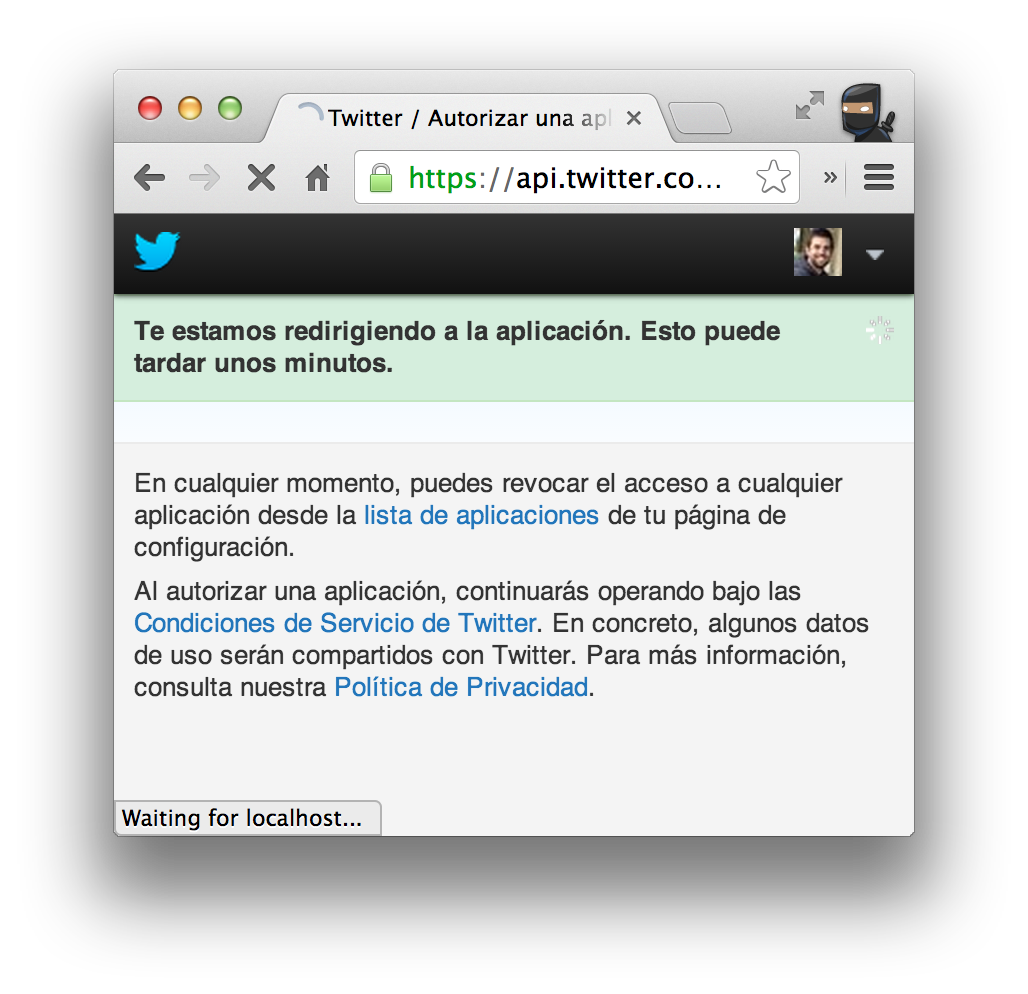 Twitter / Autorizar una apl
https://api.twitter.co...
Te estamos redirigiendo a la aplicación. Esto puede
tardar unos minutos.
En cualquier momento, puedes revocar el acceso a cualquier
aplicación desde la lista de aplicaciones de tu página de
configuración.
Al autorizar una aplicación, continuarás operando bajo las
Condiciones de Servicio de Twitter. En concreto, algunos datos
de uso serán compartidos con Twitter. Para más información,
consulta nuestra Política de Privacidad.
Waiting for localhost...